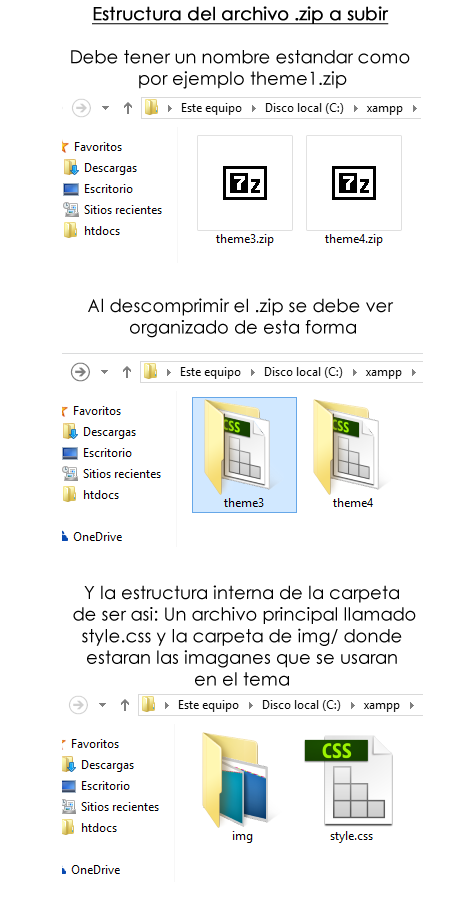 Estructura del archivo .zip a subir
Debe tener un nombre estandar como
por ejemplo theme1.zip
Este equipo Disco local (C:) xampp
Favoritos
Descargas
Escritorio
Sitios recientes
htdocs
7z 7z
theme3.zip theme4.zip
Al descomprimir el .zip se debe ver
organizado de esta forma
Este equipo Disco local (C:) xampp
Favoritos
Descargas
Escritorio
Sitios recientes
htdocs
OneDrive
CSS CSS
theme3 theme4
Y la estructura interna de la carpeta
de ser asi: Un archivo principal llamado
style.css y la carpeta de img/ donde
estaran las imaganes que se usaran
en el tema
Este equipo Disco local (C:) xampp
Favoritos
Descargas
Escritorio
Sitios recientes
htdocs
OneDrive
CSS
img style.css